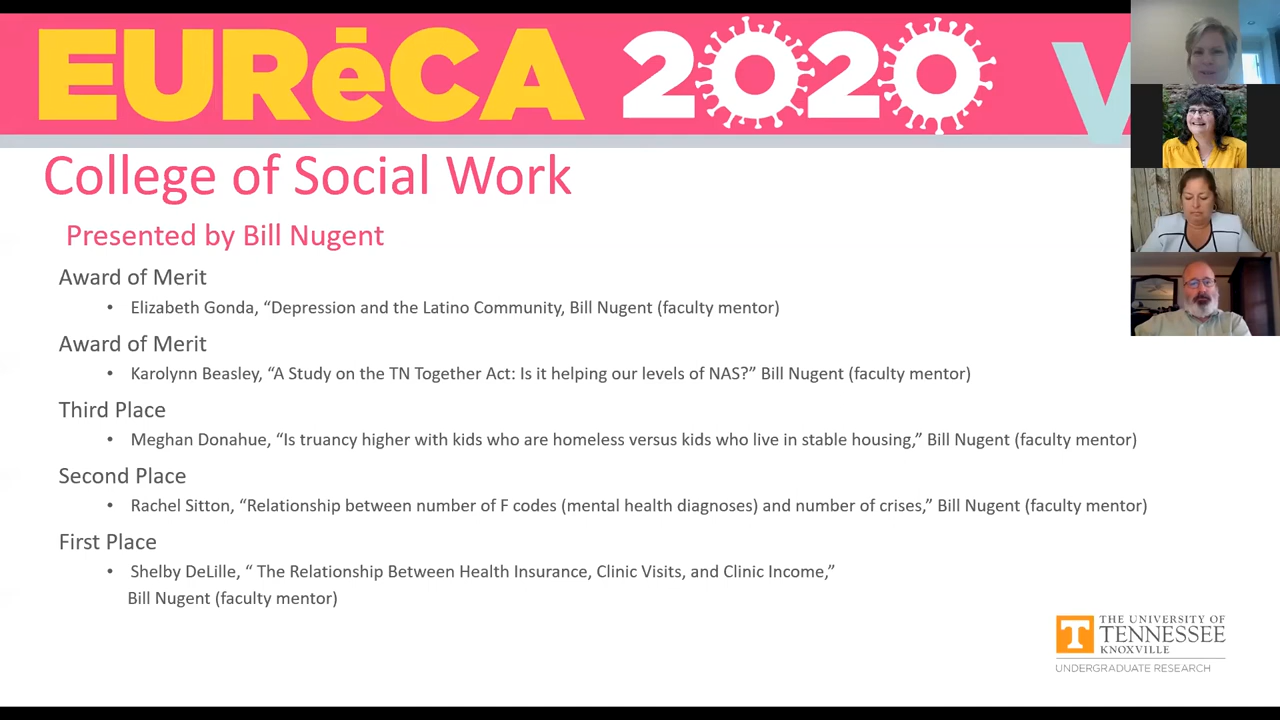 EURēCA 2020 V
College of Social Work
Presented by Bill Nugent
Award of Merit
• Elizabeth Gonda, “Depression and the Latino Community, Bill Nugent (faculty mentor)
Award of Merit
• Karolynn Beasley, “A Study on the TN Together Act: Is it helping our levels of NAS?” Bill Nugent (faculty mentor)
Third Place
• Meghan Donahue, “Is truancy higher with kids who are homeless versus kids who live in stable housing,” Bill Nugent (faculty mentor)
Second Place
• Rachel Sitton, “Relationship between number of F codes (mental health diagnoses) and number of crises,” Bill Nugent (faculty mentor)
First Place
• Shelby DeLille, “ The Relationship Between Health Insurance, Clinic Visits, and Clinic Income,”
Bill Nugent (faculty mentor)
T
THE UNIVERSITY OF
TENNESSEE
KNOXVILLE
UNDERGRADUATE RESEARCH